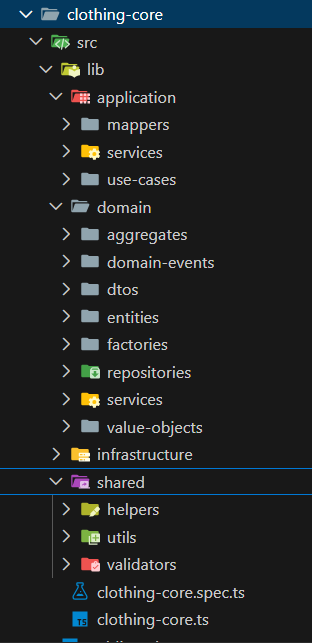 clothing-core
src
lib
application
mappers
services
use-cases
domain
aggregates
domain-events
dtos
entities
factories
repositories
services
value-objects
infrastructure
shared
helpers
utils
validators
clothing-core.spec.ts
TS clothing-core.ts